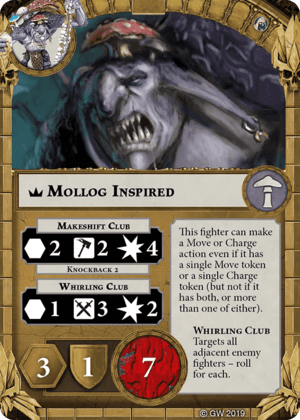 Mollog Inspired
Makeshift Club
2 2 4
Knockback 2
Whirling Club
1 3 2
This fighter can make
a Move or Charge
action even if it has
a single Move token
or a single Charge
token (but not if it
has both, or more
than one of either).
Whirling Club
Targets all
adjacent enemy
fighters – roll
for each.
3 1 7
© GW 2019